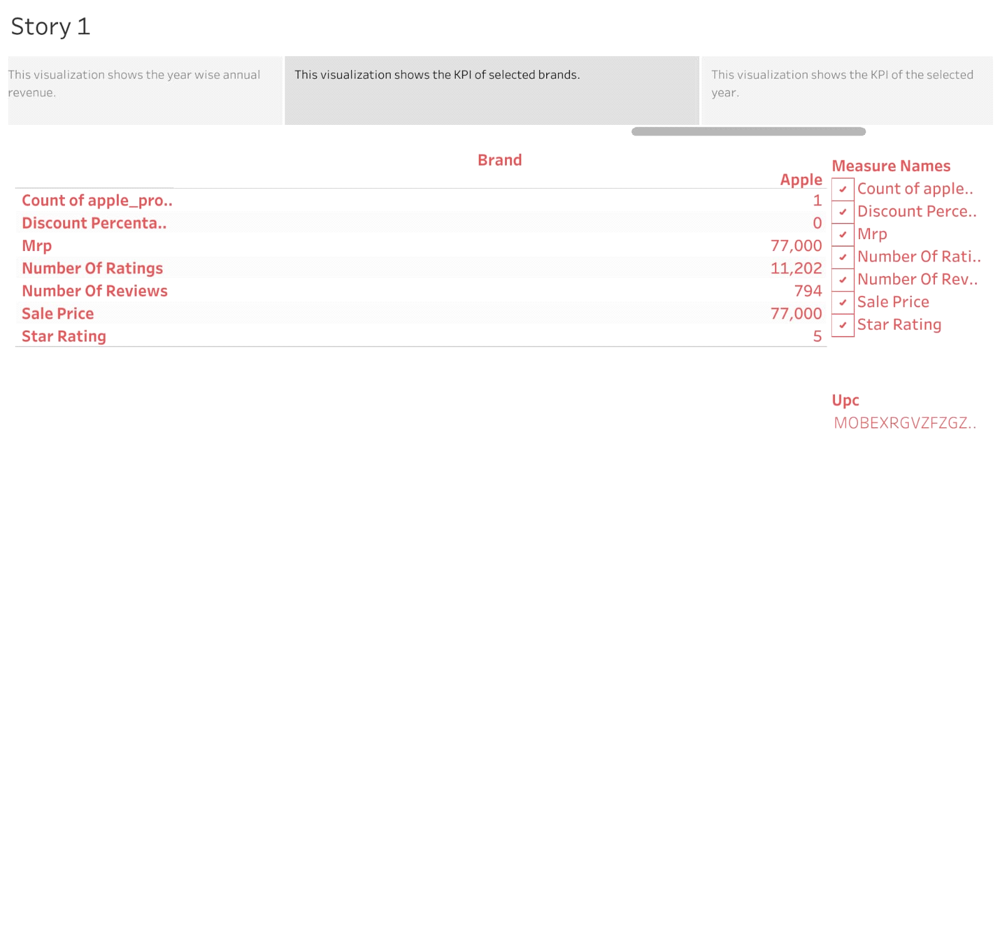 Story 1
This visualization shows the year wise annual
revenue.
This visualization shows the KPI of selected brands.
This visualization shows the KPI of the selected
year.
Brand
Apple
Count of apple_pro.. 1
Discount Percenta.. 0
Mrp 77,000
Number Of Ratings 11,202
Number Of Reviews 794
Sale Price 77,000
Star Rating 5
Measure Names
Count of apple..
Discount Perce..
Mrp
Number Of Rati..
Number Of Rev..
Sale Price
Star Rating
Upc
MOBEXRGVZFZGZ..